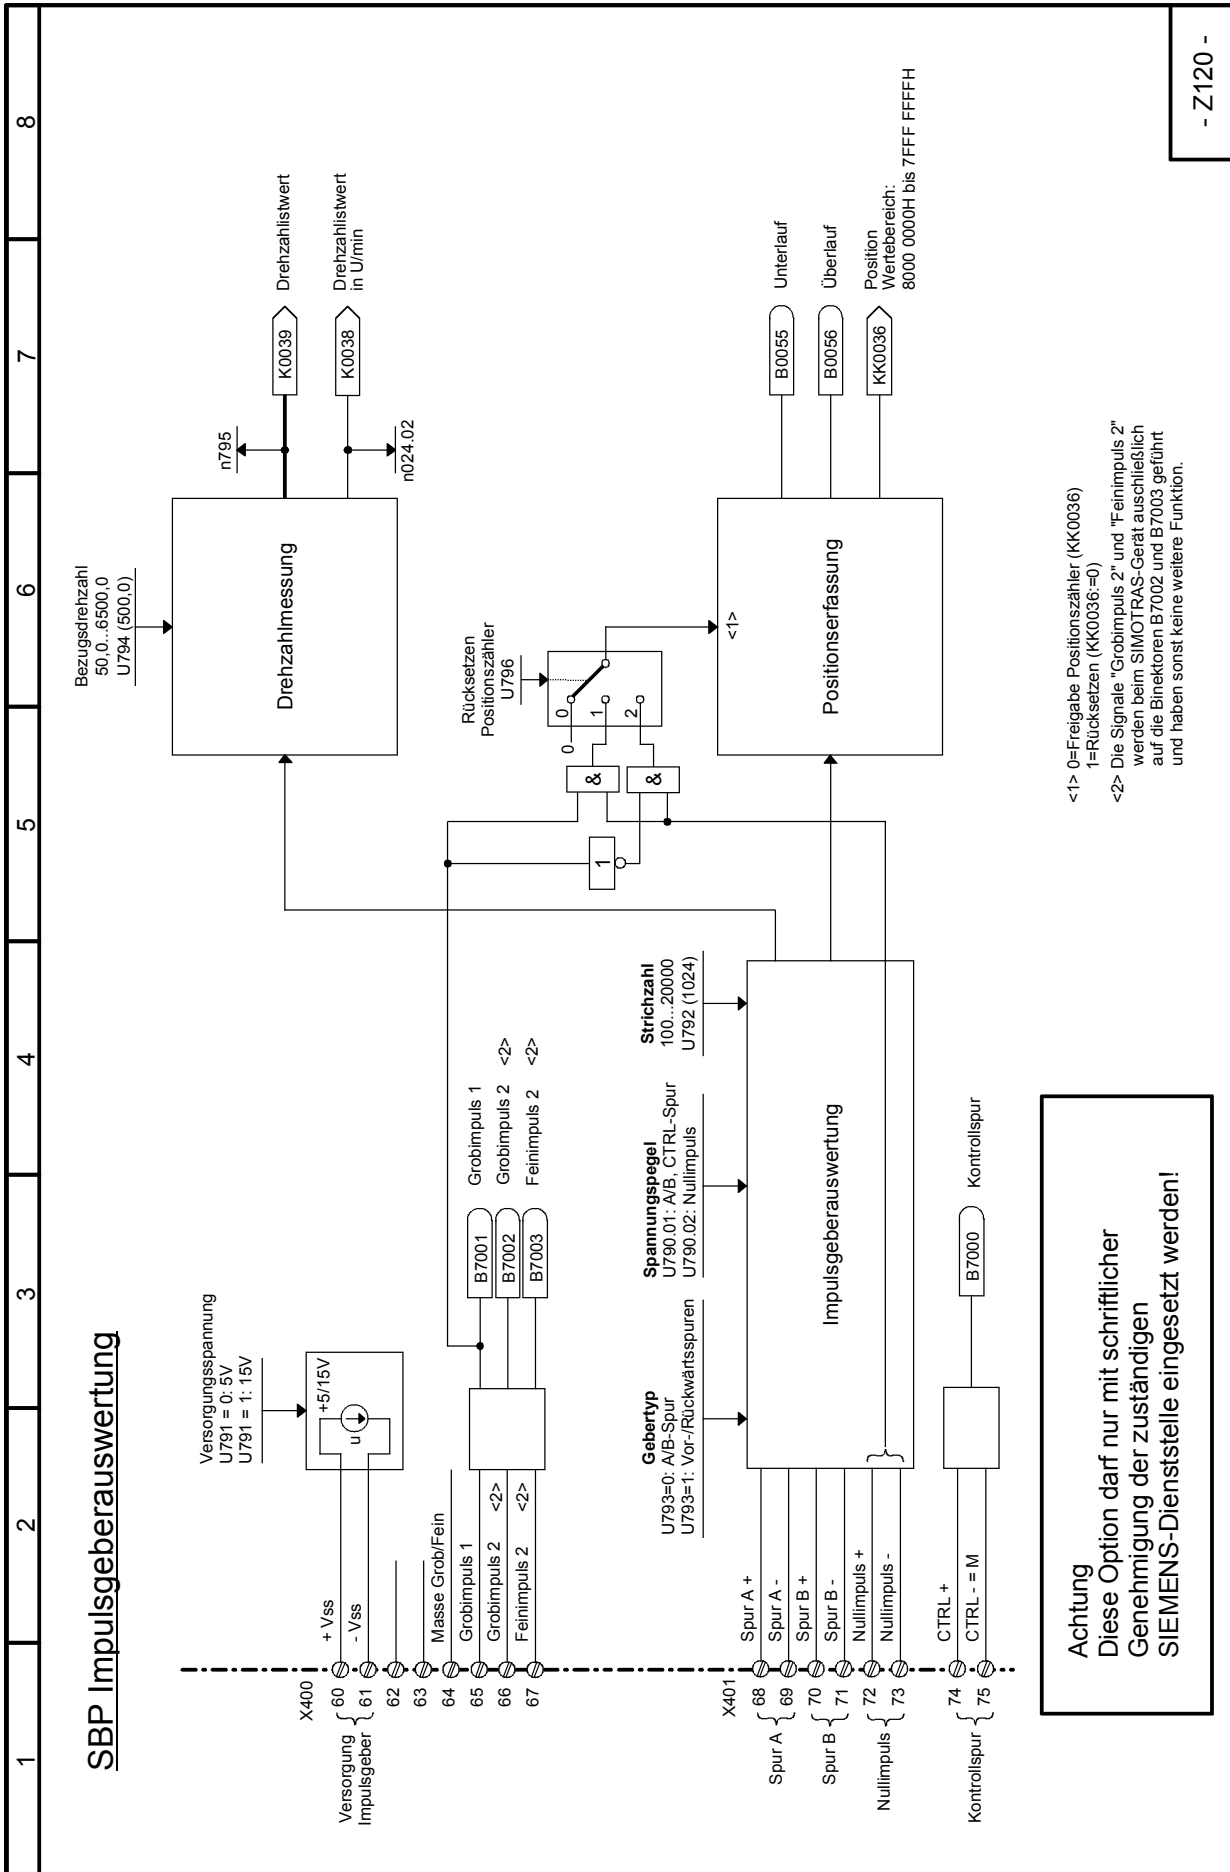 1
2
3
4
5
6
7
8
SBP Impulsgeberauswertung
X400
Versorgung
Impulsgeber
60
61
62
63
64
65
66
67
+ Vss
- Vss
Masse Grob/Fein
Grobimpuls 1
Grobimpuls 2 <2>
Feinimpuls 2 <2>
Versorgungsspannung
U791 = 0: 5V
U791 = 1: 15V
+5/15V
u
B7001
B7002
B7003
Grobimpuls 1
Grobimpuls 2 <2>
Feinimpuls 2 <2>
X401
68
69
70
71
72
73
74
75
Spur A
Spur B
Nullimpuls
Kontrollspur
Spur A +
Spur A -
Spur B +
Spur B -
Nullimpuls +
Nullimpuls -
CTRL +
CTRL - = M
Gebertyp
U793=0: A/B-Spur
U793=1: Vor-/Rückwärtsspuren
Spannungspegel
U790.01: A/B, CTRL-Spur
U790.02: Nullimpuls
Strichzahl
100...20000
U792 (1024)
Impulsgeberauswertung
B7000
Kontrollspur
1
&
&
Rücksetzen
Positionszähler
U796
0
0
1
2
<1>
Bezugsdrehzahl
50,0...6500,0
U794 (500,0)
Drehzahlmessung
n795
n024.02
K0039
Drehzahlistwert
K0038
Drehzahlistwert
in U/min
Positionserfassung
B0055
Unterlauf
B0056
Überlauf
KK0036
Position
Wertebereich:
8000 0000H bis 7FFF FFFFH
<1> 0=Freigabe Positionszähler (KK0036)
1=Rücksetzen (KK0036:=0)
<2> Die Signale "Grobimpuls 2" und "Feinimpuls 2"
werden beim SIMOTRAS-Gerät auschließlich
auf die Binektoren B7002 und B7003 geführt
und haben sonst keine weitere Funktion.
Achtung
Diese Option darf nur mit schriftlicher
Genehmigung der zuständigen
SIEMENS-Dienststelle eingesetzt werden!
- Z120 -